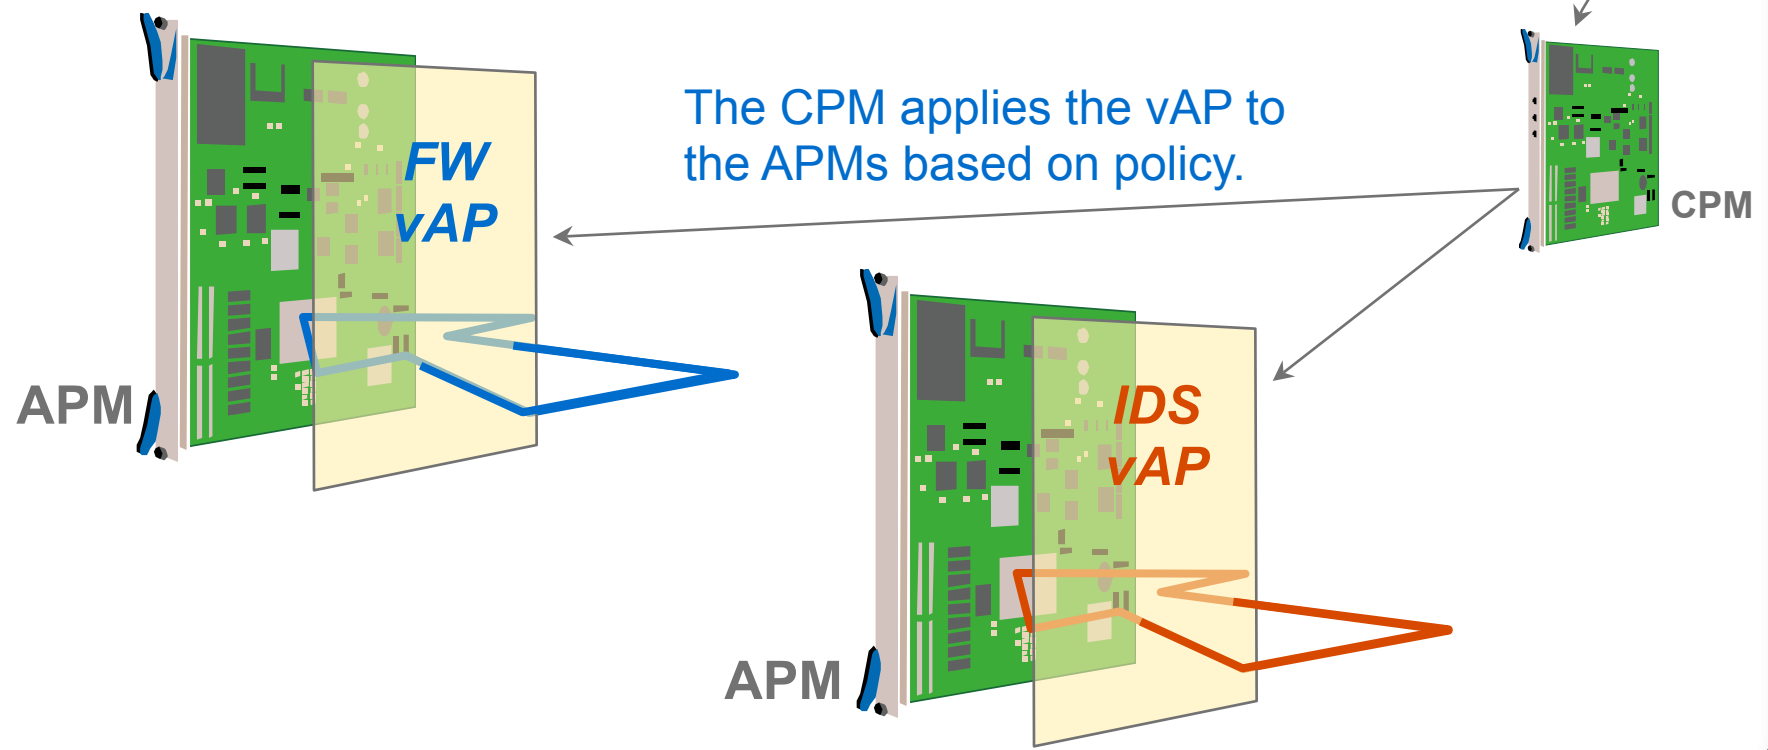 The CPM applies the vAP to
the APMs based on policy.
FW
vAP
CPM
APM
IDS
vAP
APM